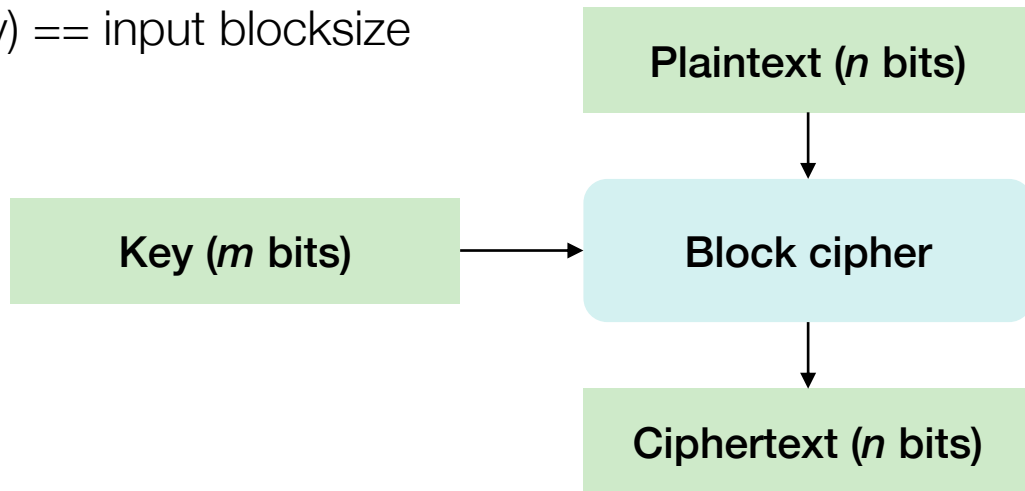 ) == input blocksize
Plaintext (n bits)
Key (m bits)
Block cipher
Ciphertext (n bits)